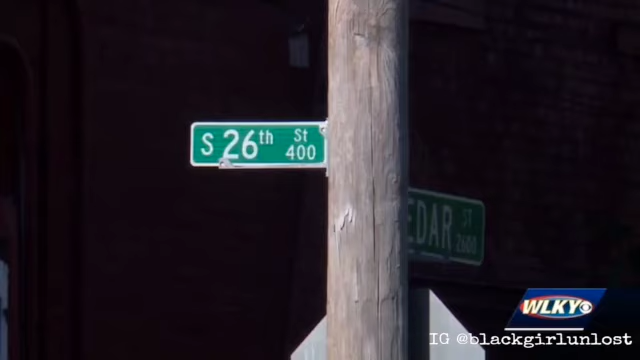 S 26th St
400
EDAR ST
2600
WLKY
IG @blackgirlunlost